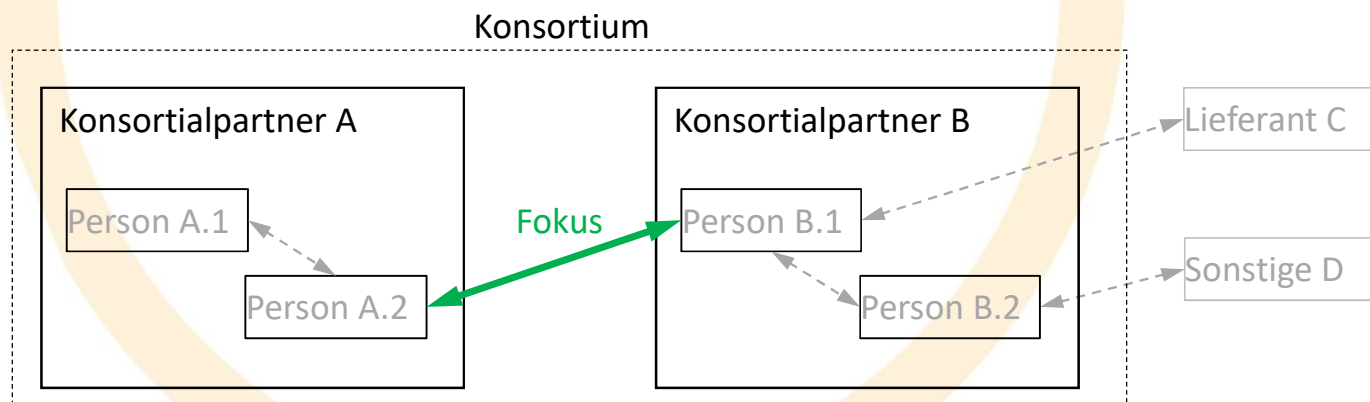 Konsortium
Konsortialpartner A
Konsortialpartner B
Lieferant C
Person A.1
Fokus
Person B.1
Sonstige D
Person A.2
Person B.2